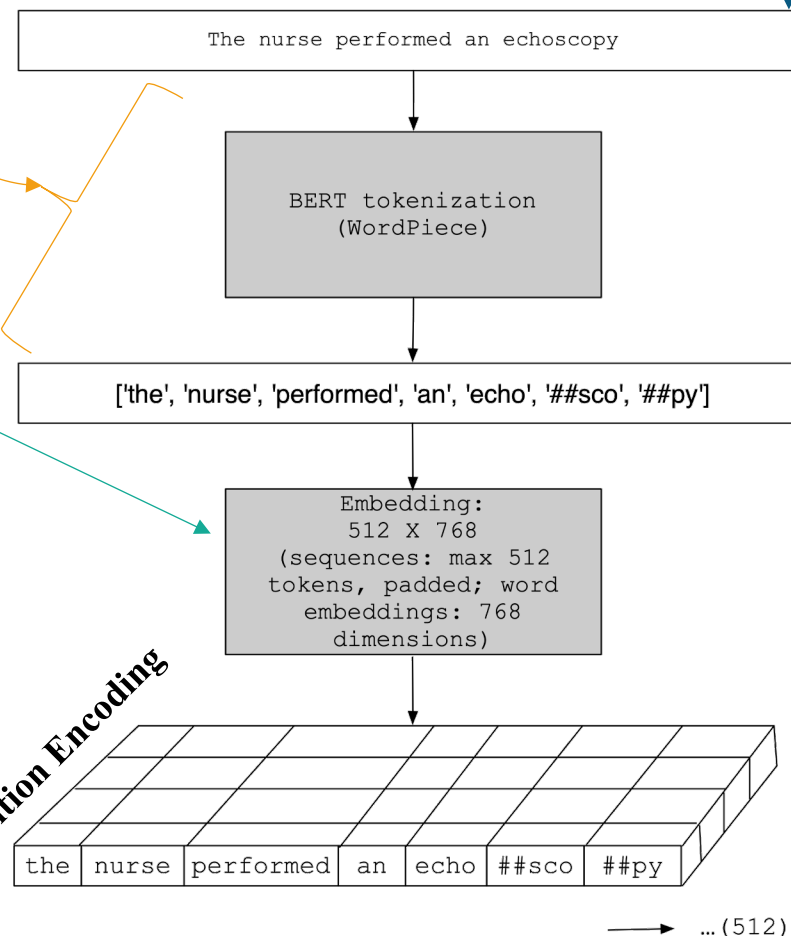 The nurse performed an echoscopy
BERT tokenization
(WordPiece)
['the', 'nurse', 'performed', 'an', 'echo', '##sco', '##py']
Embedding:
512 X 768
(sequences: max 512
tokens, padded; word
embeddings: 768
dimensions)
Encoding
the nurse performed an echo ##sco ##py
...(512)